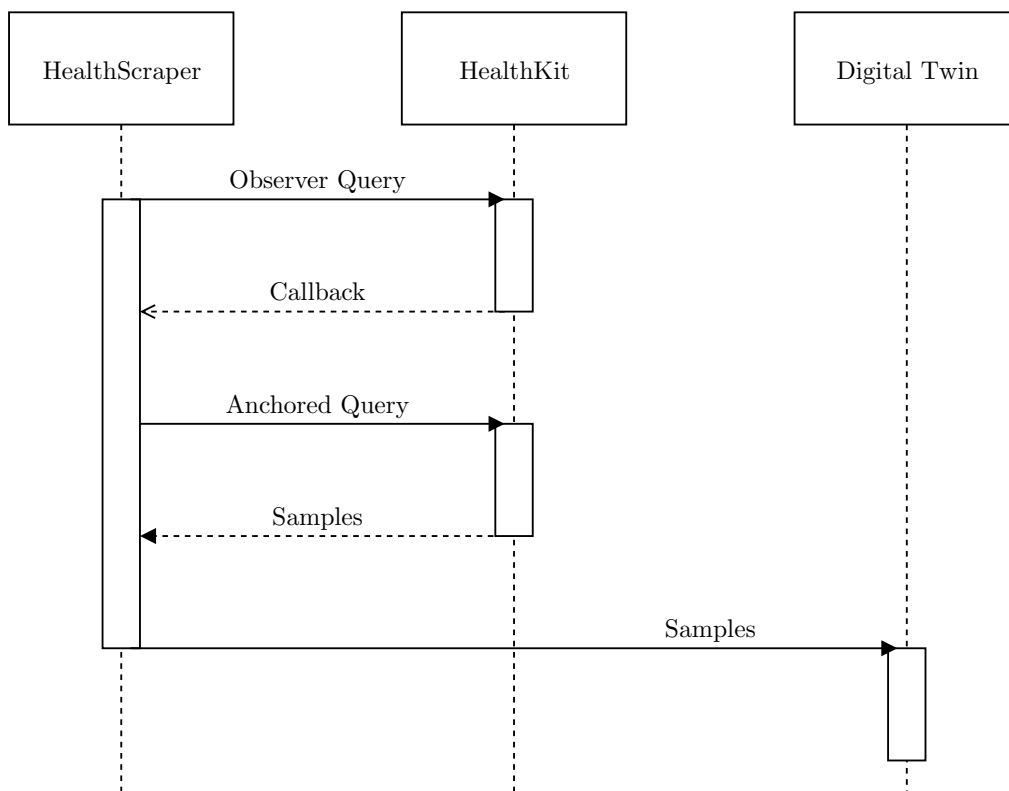 HealthScraper
HealthKit
Digital Twin
Observer Query
Callback
Anchored Query
Samples
Samples